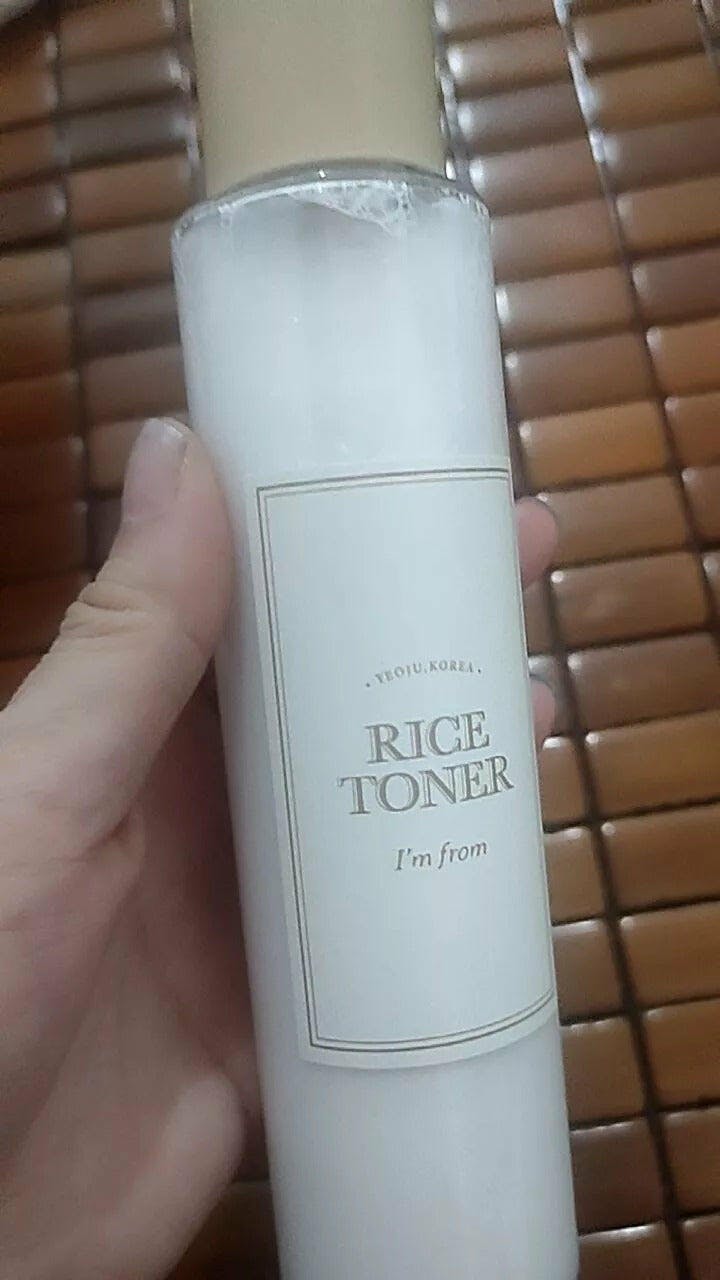 · YEOJU, KOREA ·
RICE
TONER
I'm from